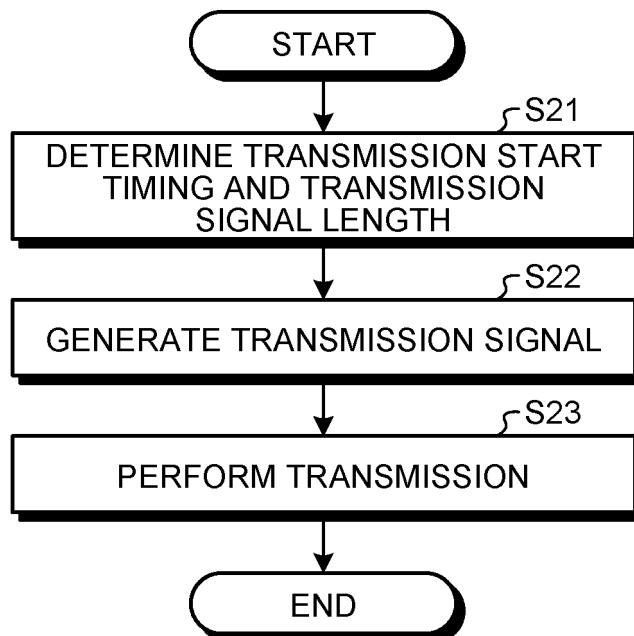 START
S21
DETERMINE TRANSMISSION START
TIMING AND TRANSMISSION
SIGNAL LENGTH
S22
GENERATE TRANSMISSION SIGNAL
S23
PERFORM TRANSMISSION
END